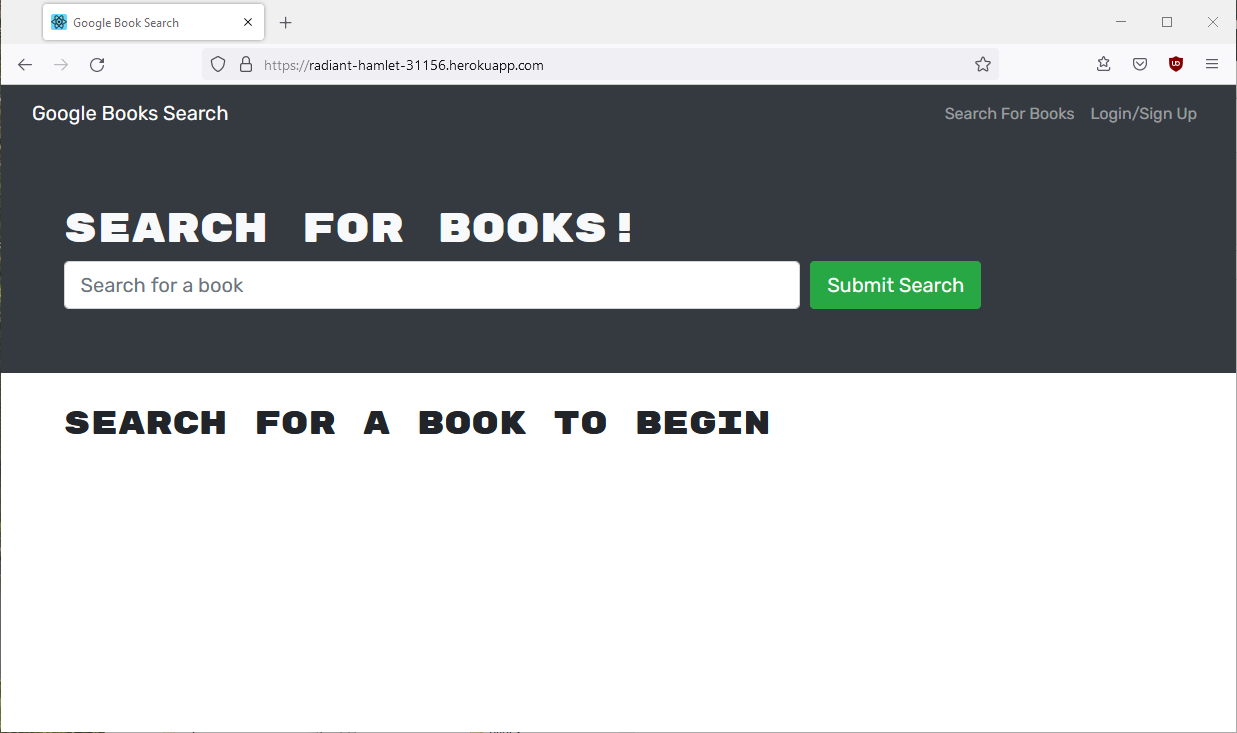 Google Book Search
https://radiant-hamlet-31156.herokuapp.com
Google Books Search
Search For Books
Login/Sign Up
SEARCH FOR BOOKS!
Search for a book
Submit Search
SEARCH FOR A BOOK TO BEGIN